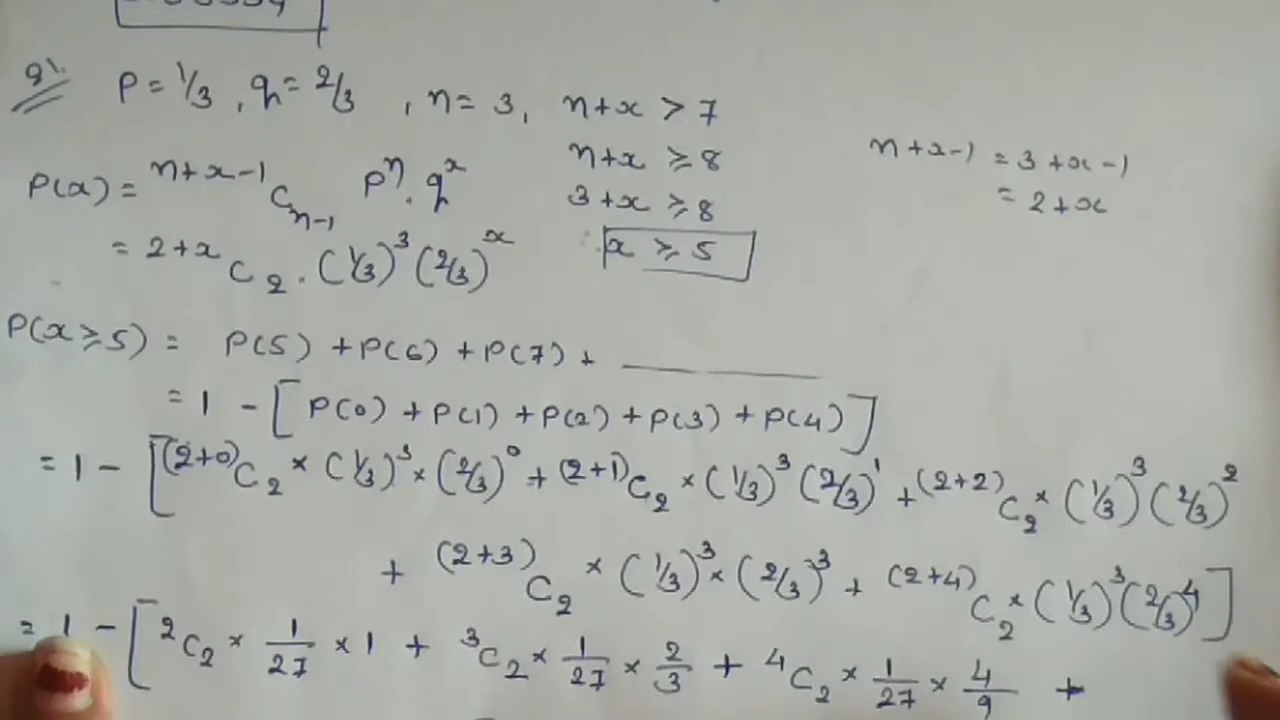 P = 1/3, q = 2/3, n = 3, n+x > 7
n+x ≥ 8
3+x ≥ 8
x ≥ 5
n+x-1 = 3+x-1
= 2+x
P(x) = ⁿ⁺ˣ⁻¹Cₙ₋₁ pⁿ. qˣ
= ²⁺ˣC₂ . (1/3)³ (2/3)ˣ
P(x ≥ 5) = P(5) + P(6) + P(7) + ______
= 1 - [P(0) + P(1) + P(2) + P(3) + P(4)]
= 1 - [⁽²⁺⁰⁾C₂ × (1/3)³ × (2/3)⁰ + ⁽²⁺¹⁾C₂ × (1/3)³ (2/3)¹ + ⁽²⁺²⁾C₂ × (1/3)³ (2/3)²
+ ⁽²⁺³⁾C₂ × (1/3)³ × (2/3)³ + ⁽²⁺⁴⁾C₂ × (1/3)³ (2/3)⁴]
= 1 - [²C₂ × 1/27 × 1 + ³C₂ × 1/27 × 2/3 + ⁴C₂ × 1/27 × 4/9 +